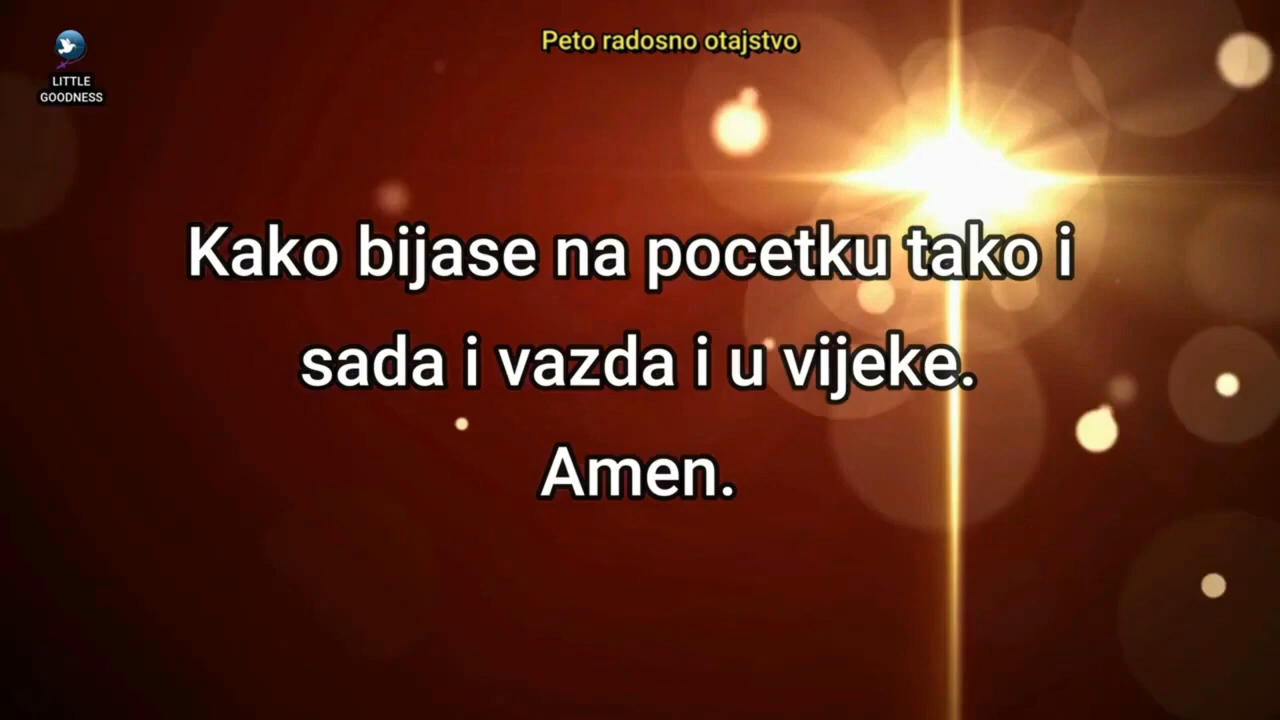 Peto radosno otajstvo
LITTLE
GOODNESS
Kako bijase na pocetku tako i
sada i vazda i u vijeke.
Amen.